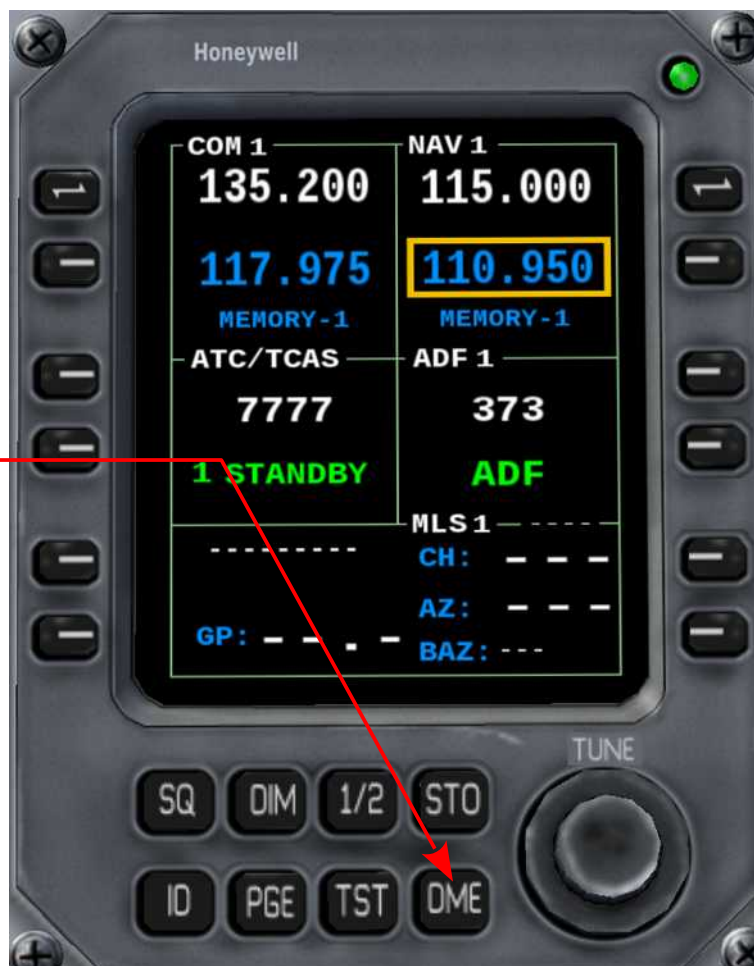 Honeywell
COM 1 NAV 1
135.200 115.000
117.975 110.950
MEMORY-1 MEMORY-1
ATC/TCAS ADF 1
7777 373
1 STANDBY ADF
MLS 1 -----
--------- CH: - - -
AZ: - - -
GP: - - . - BAZ: ---
TUNE
SQ DIM 1/2 STO
ID PGE TST DME